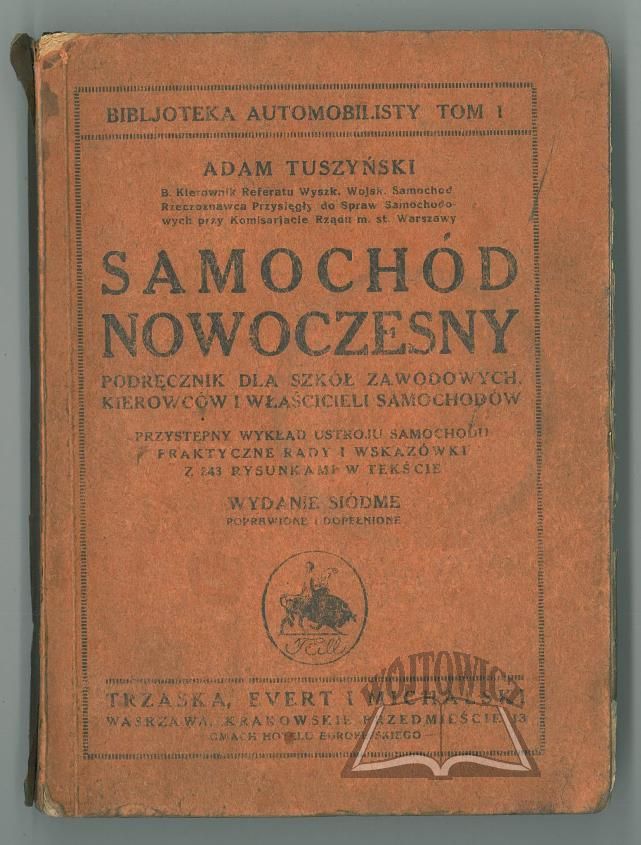 BIBLJOTEKA AUTOMOBILISTY TOM I
ADAM TUSZYŃSKI
B. Kierownik Referatu Wyszk. Wojsk. Samochod.
Rzeczoznawca Przysięgły do Spraw Samochodo-
wych przy Komisarjacie Rządu m. st. Warszawy
SAMOCHÓD
NOWOCZESNY
PODRĘCZNIK DLA SZKÓŁ ZAWODOWYCH,
KIEROWCÓW I WŁAŚCICIELI SAMOCHODÓW
PRZYSTĘPNY WYKŁAD USTROJU SAMOCHODU
PRAKTYCZNE RADY I WSKAZÓWKI
Z 243 RYSUNKAMI W TEKŚCIE
WYDANIE SIÓDME
POPRAWIONE I DOPEŁNIONE
TRZASKA, EVERT I MICHALSKI
WARSZAWA, KRAKOWSKIE PRZEDMIEŚCIE 13
GMACH HOTELU EUROPEJSKIEGO
WÓJTOWICZ